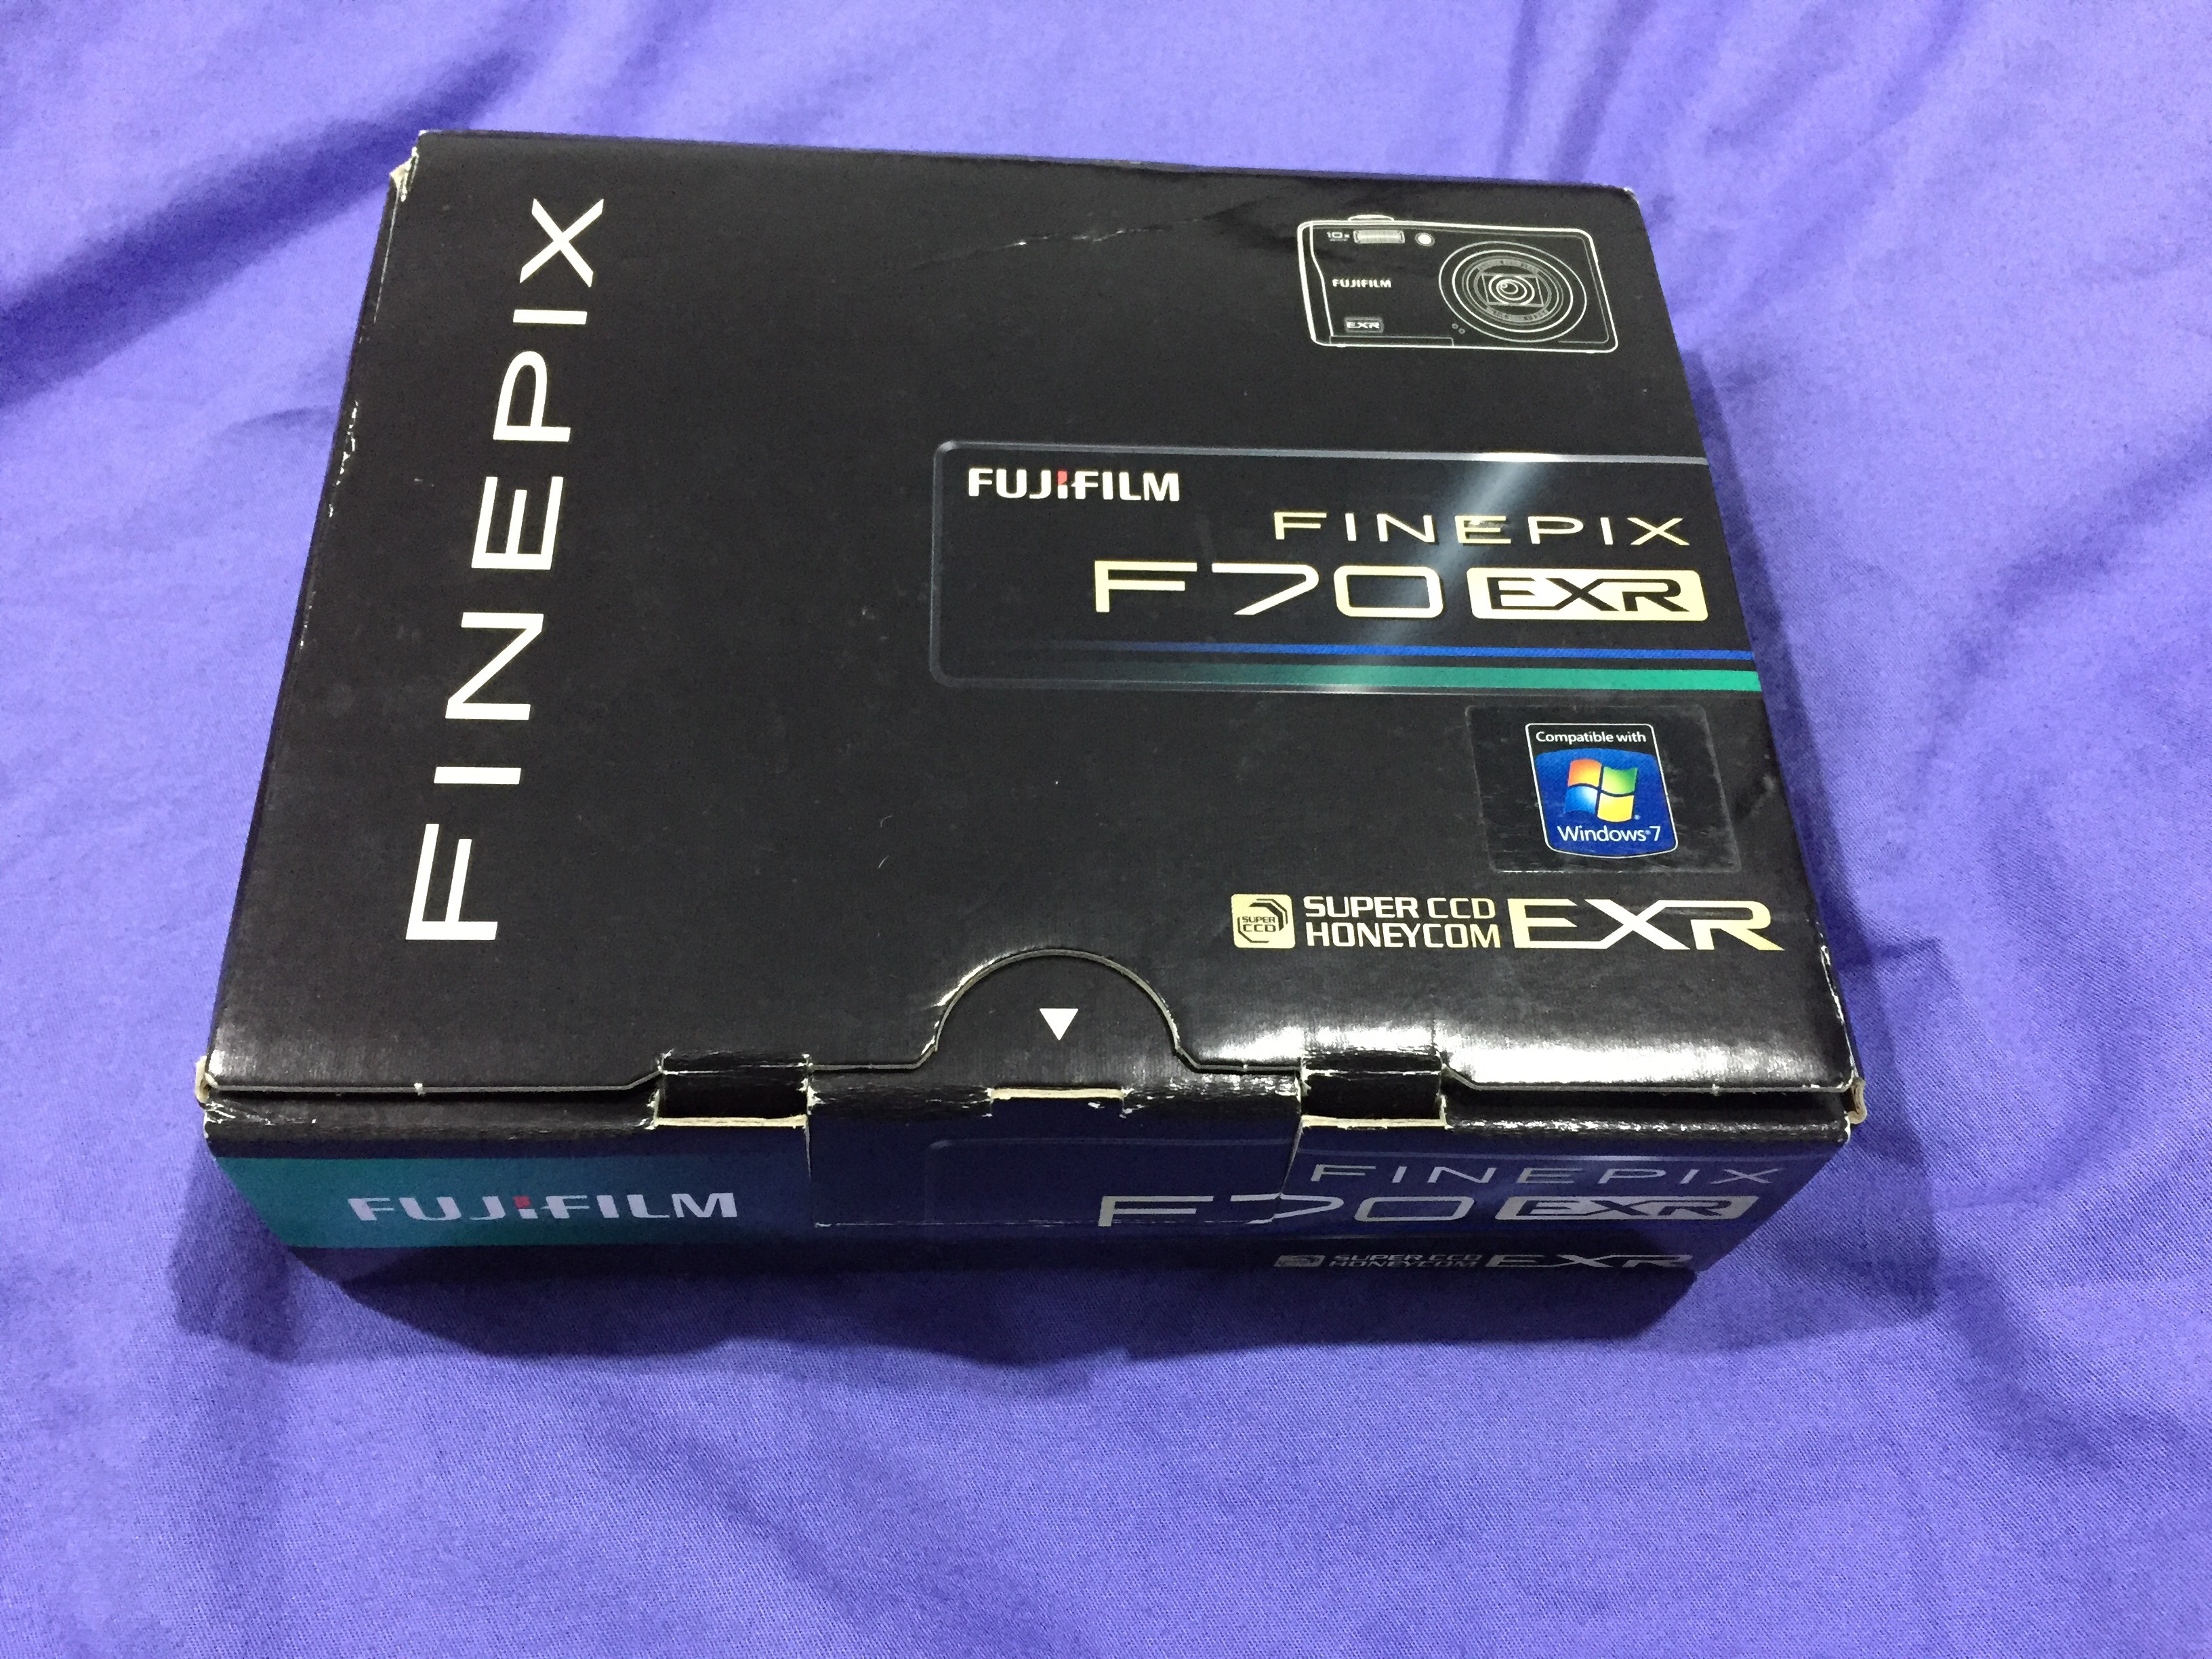 FINEPIX
10x
FUJIFILM
EXR
FUJIFILM
FINEPIX
F70 EXR
Compatible with
Windows®7
SUPER CCD
SUPER CCD
HONEYCOM EXR
FUJIFILM
FINEPIX
F70 EXR
SUPER CCD
HONEYCOM EXR